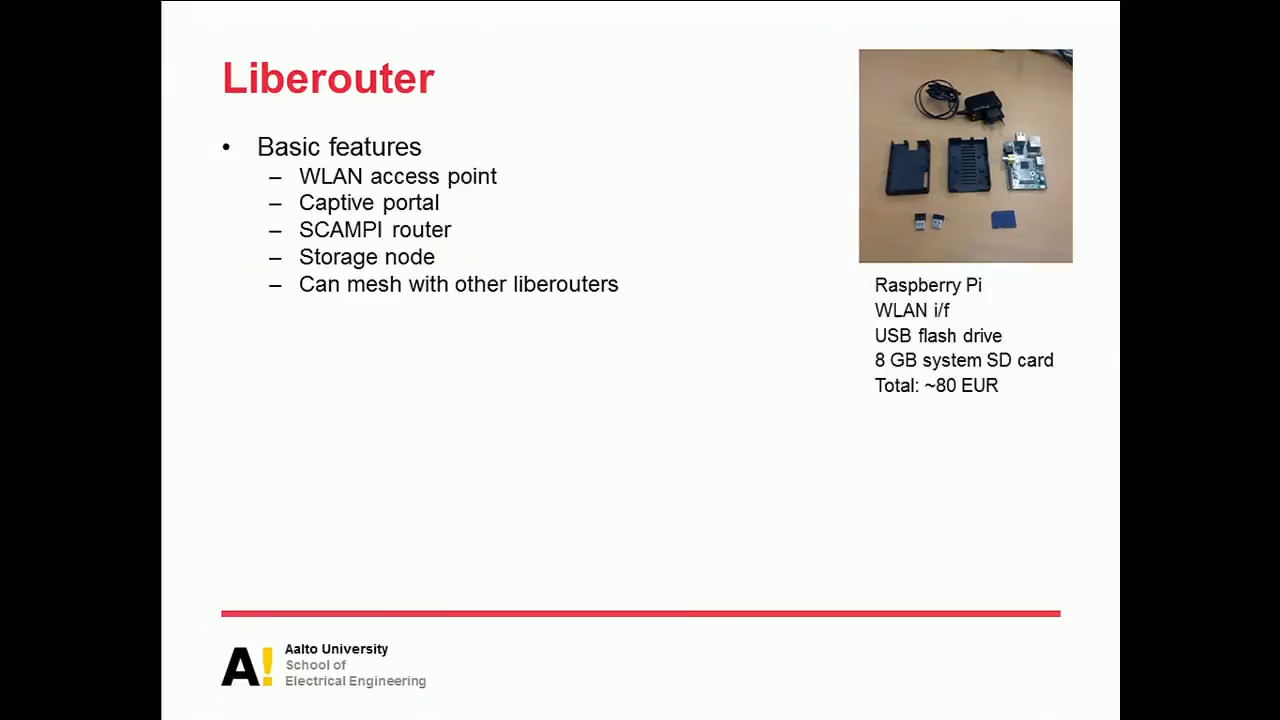 Liberouter
• Basic features
– WLAN access point
– Captive portal
– SCAMPI router
– Storage node
– Can mesh with other liberouters
Raspberry Pi
WLAN i/f
USB flash drive
8 GB system SD card
Total: ~80 EUR
A!
Aalto University
School of
Electrical Engineering